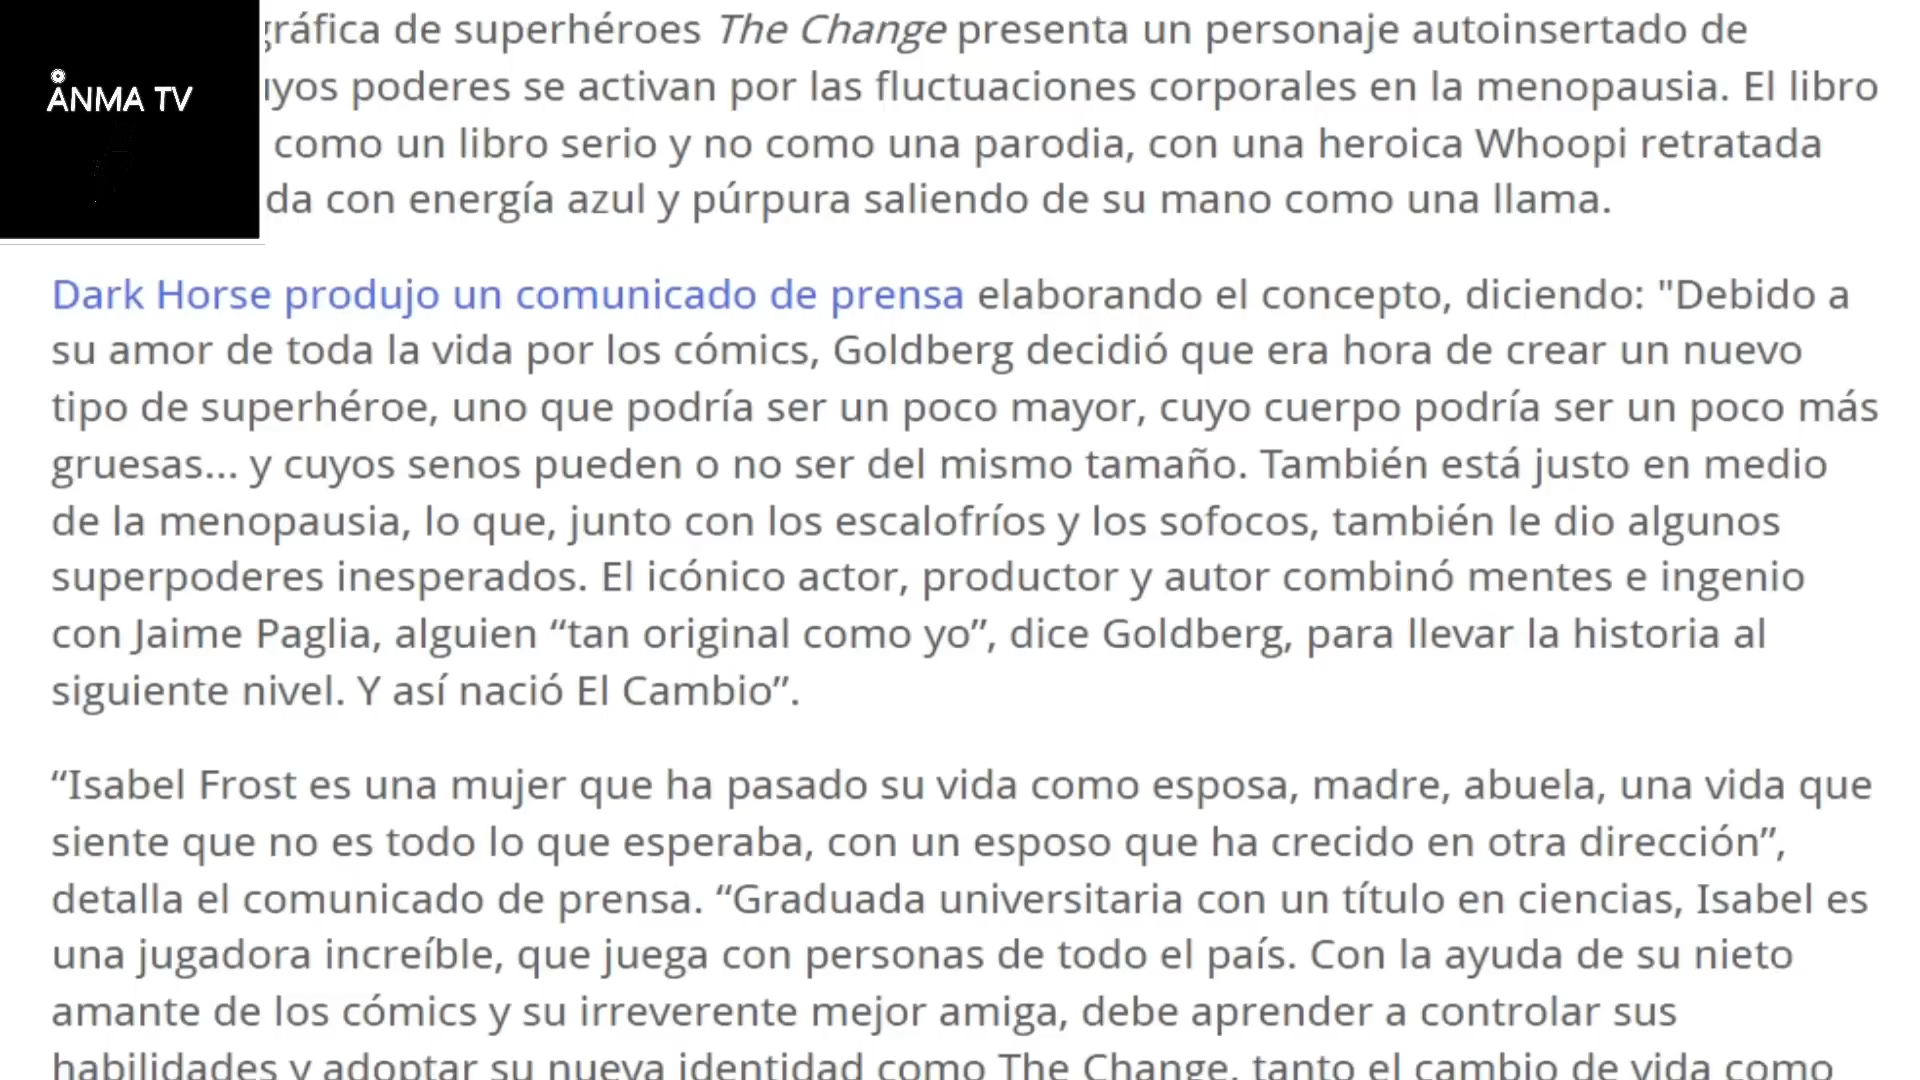 ANMA TV
gráfica de superhéroes The Change presenta un personaje autoinsertado de
yos poderes se activan por las fluctuaciones corporales en la menopausia. El libro
como un libro serio y no como una parodia, con una heroica Whoopi retratada
da con energía azul y púrpura saliendo de su mano como una llama.
Dark Horse produjo un comunicado de prensa elaborando el concepto, diciendo: "Debido a
su amor de toda la vida por los cómics, Goldberg decidió que era hora de crear un nuevo
tipo de superhéroe, uno que podría ser un poco mayor, cuyo cuerpo podría ser un poco más
gruesas... y cuyos senos pueden o no ser del mismo tamaño. También está justo en medio
de la menopausia, lo que, junto con los escalofríos y los sofocos, también le dio algunos
superpoderes inesperados. El icónico actor, productor y autor combinó mentes e ingenio
con Jaime Paglia, alguien “tan original como yo”, dice Goldberg, para llevar la historia al
siguiente nivel. Y así nació El Cambio”.
“Isabel Frost es una mujer que ha pasado su vida como esposa, madre, abuela, una vida que
siente que no es todo lo que esperaba, con un esposo que ha crecido en otra dirección”,
detalla el comunicado de prensa. “Graduada universitaria con un título en ciencias, Isabel es
una jugadora increíble, que juega con personas de todo el país. Con la ayuda de su nieto
amante de los cómics y su irreverente mejor amiga, debe aprender a controlar sus
habilidades y adoptar su nueva identidad como The Change, tanto el cambio de vida como